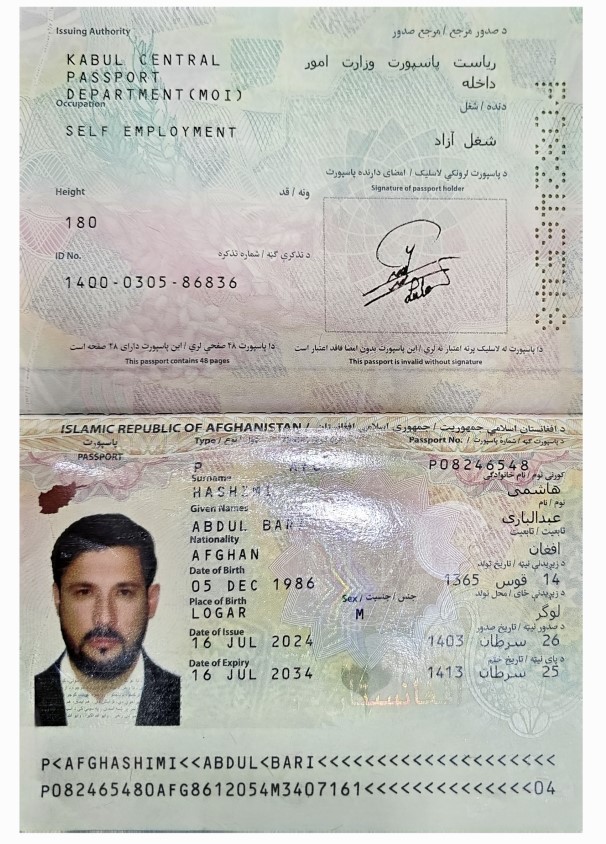 Issuing Authority
د صدور مرجع / مرجع صدور
KABUL CENTRAL
PASSPORT
DEPARTMENT(MOI)
ریاست پاسپورت وزارت امور
داخله
Occupation
دنده / شغل
SELF EMPLOYMENT
شغل آزاد
د پاسپورت لرونکي لاسلیک / امضای دارنده پاسپورت
Signature of passport holder
Height
ونه / قد
180
ID No.
د تذکرې ګڼه / شماره تذکره
1400-0305-86836
دا پاسپورت ۴۸ صفحې لري / این پاسپورت دارای ۴۸ صفحه است
This passport contains 48 pages
دا پاسپورت له لاسلیک پرته اعتبار نه لري / این پاسپورت بدون امضا فاقد اعتبار است
This passport is invalid without signature
ISLAMIC REPUBLIC OF AFGHANISTAN /
د افغانستان اسلامي جمهوریت / جمهوری اسلامی افغانستان
پاسپورت
PASSPORT
Type /
Passport No. / د پاسپورت ګڼه / شماره پاسپورت
P
P08246548
Surname
کورنی نوم / نام خانوادگی
HASHIMI
هاشمی
Given Names
نوم / نام
ABDUL BARI
عبدالباری
Nationality
تابعیت / تابعیت
AFGHAN
افغان
Date of Birth
د زیږیدنې نیټه / تاریخ تولد
05 DEC 1986
14 قوس 1365
Place of Birth
Sex / جنس / جنسیت
د زیږیدنې ځای / محل تولد
LOGAR
M
لوگر
Date of Issue
د صدور نیټه / تاریخ صدور
16 JUL 2024
26 سرطان 1403
Date of Expiry
د پای نیټه / تاریخ ختم
16 JUL 2034
25 سرطان 1413
P<AFGHASHIMI<<ABDUL<BARI<<<<<<<<<<<<<<<<<<<<
P082465480AFG8612054M3407161<<<<<<<<<<<<<<04